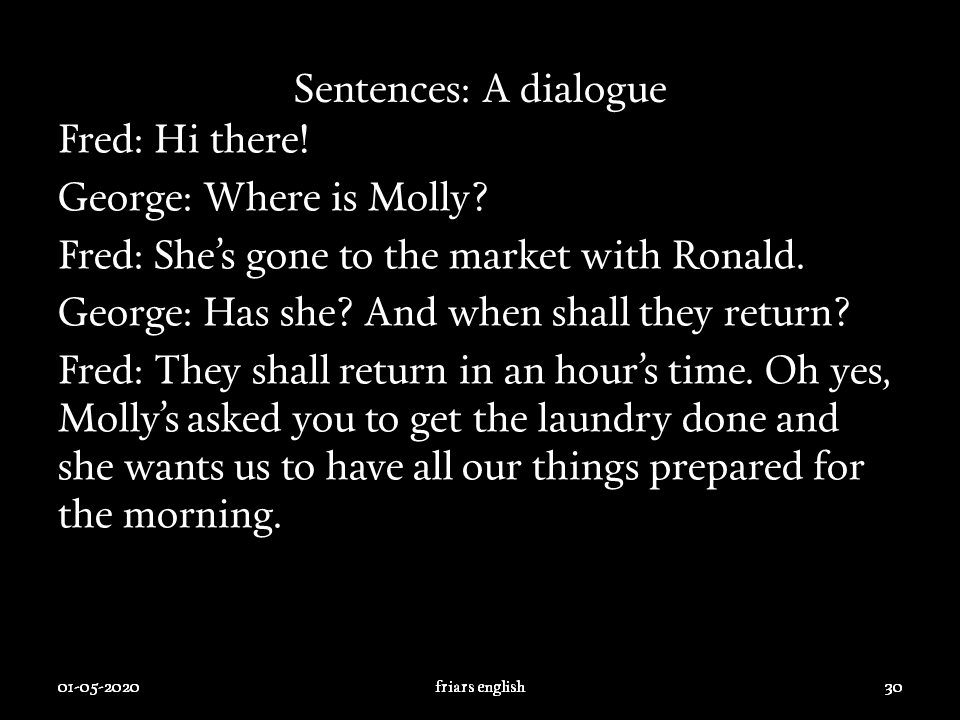 Sentences: A dialogue
Fred: Hi there!
George: Where is Molly?
Fred: She’s gone to the market with Ronald.
George: Has she? And when shall they return?
Fred: They shall return in an hour’s time. Oh yes,
Molly’s asked you to get the laundry done and
she wants us to have all our things prepared for
the morning.
01-05-2020 friars english 30